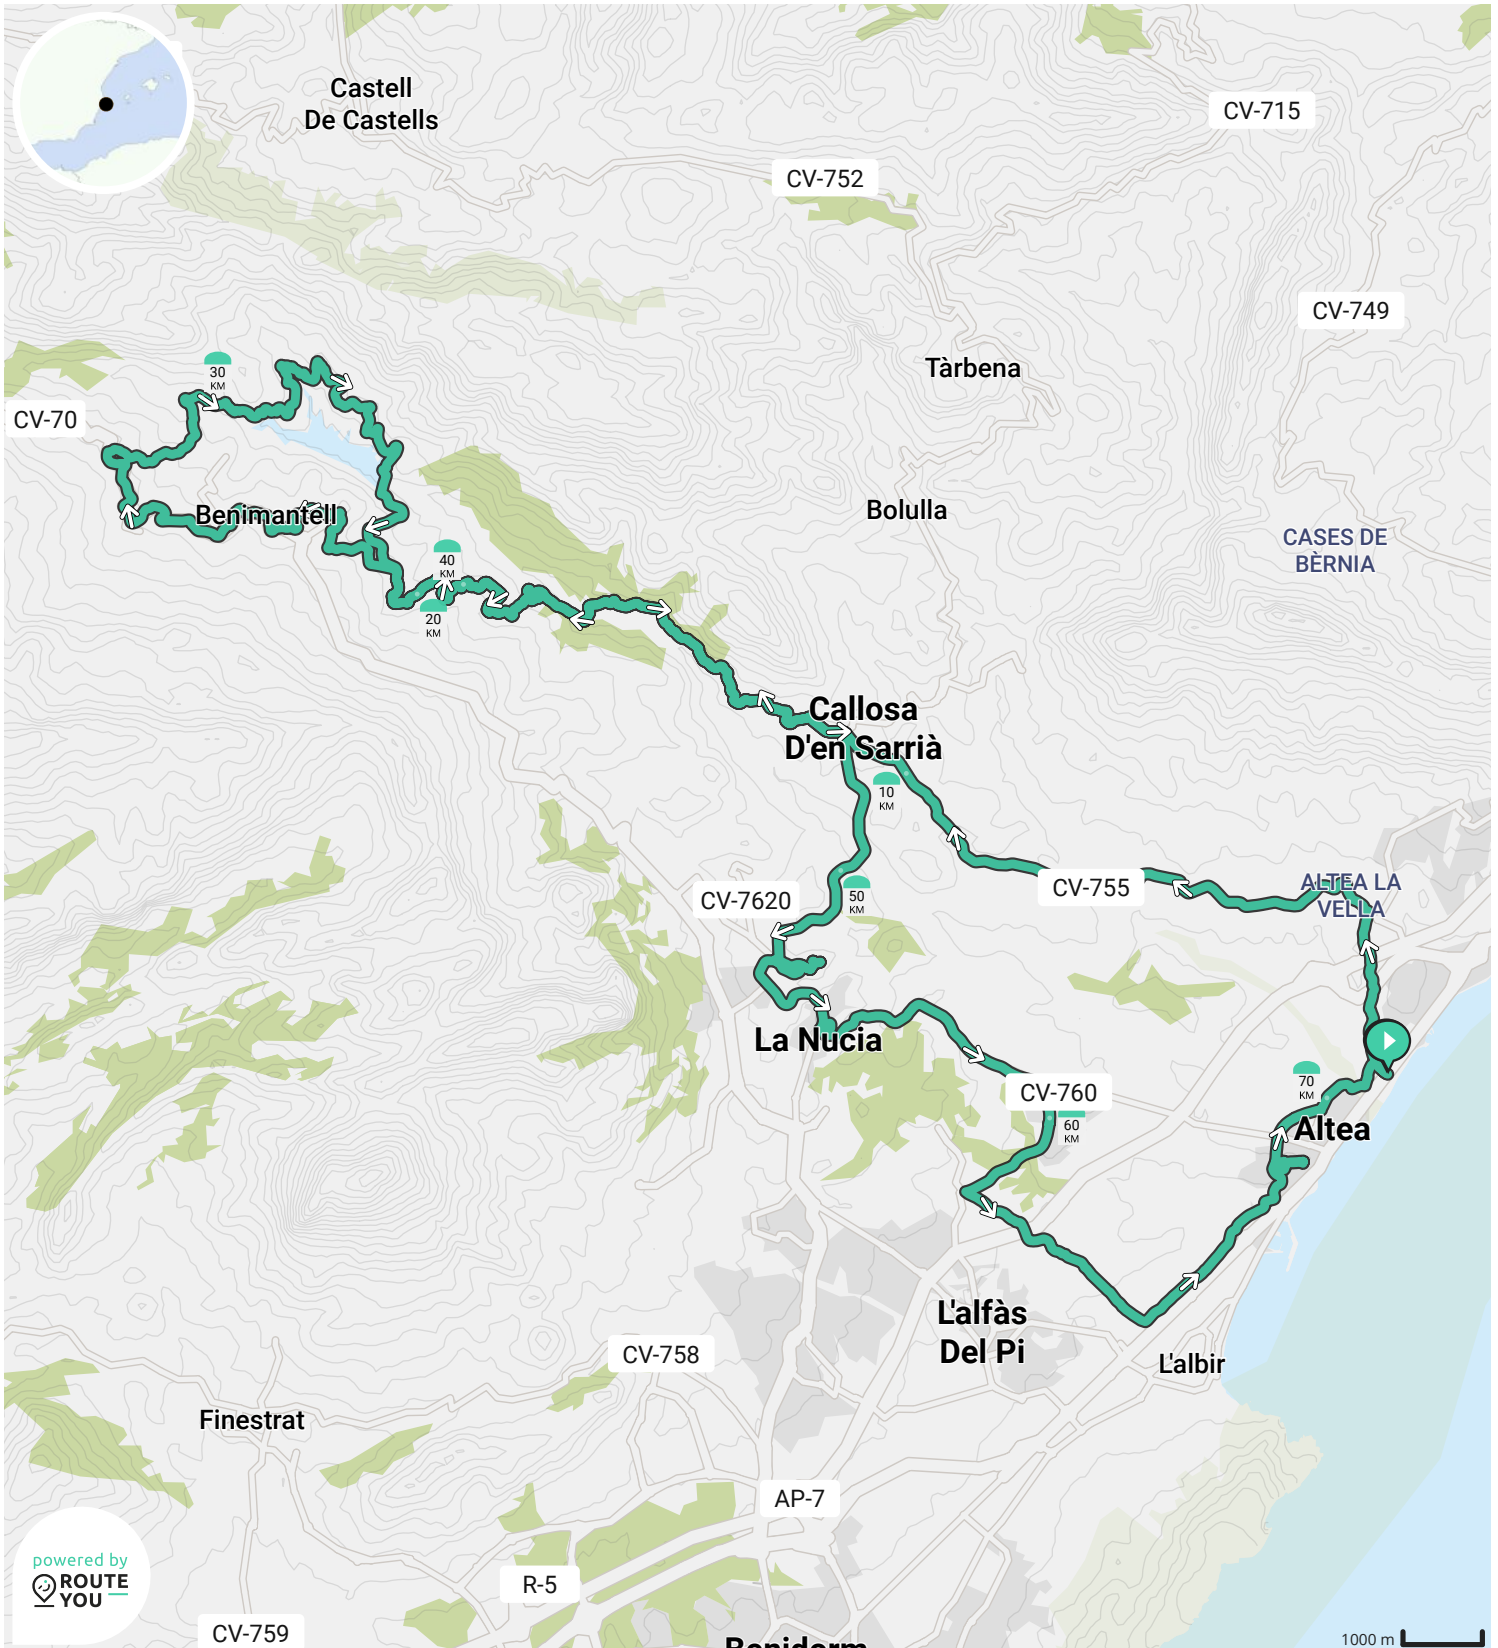 Castell
De Castells
CV-715
CV-752
CV-749
Tàrbena
30
KM
CV-70
Bolulla
Benimantell
CASES DE
BÈRNIA
40
KM
20
KM
Callosa
D'en Sarrià
10
KM
CV-755
ALTEA LA
VELLA
CV-7620
50
KM
La Nucia
CV-760
60
KM
70
KM
Altea
L'alfàs
Del Pi
L'albir
CV-758
Finestrat
AP-7
powered by
ROUTE
YOU
R-5
CV-759
Benidorm
1000 m